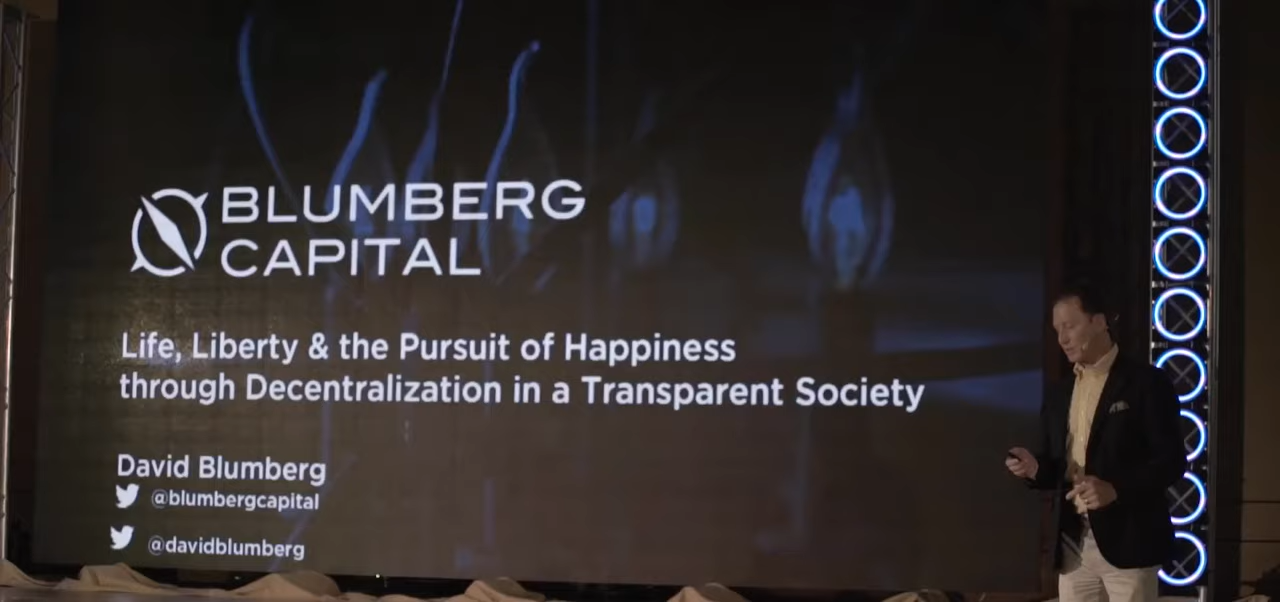 BLUMBERG
CAPITAL
Life, Liberty & the Pursuit of Happiness
through Decentralization in a Transparent Society
David Blumberg
@blumbergcapital
@davidblumberg